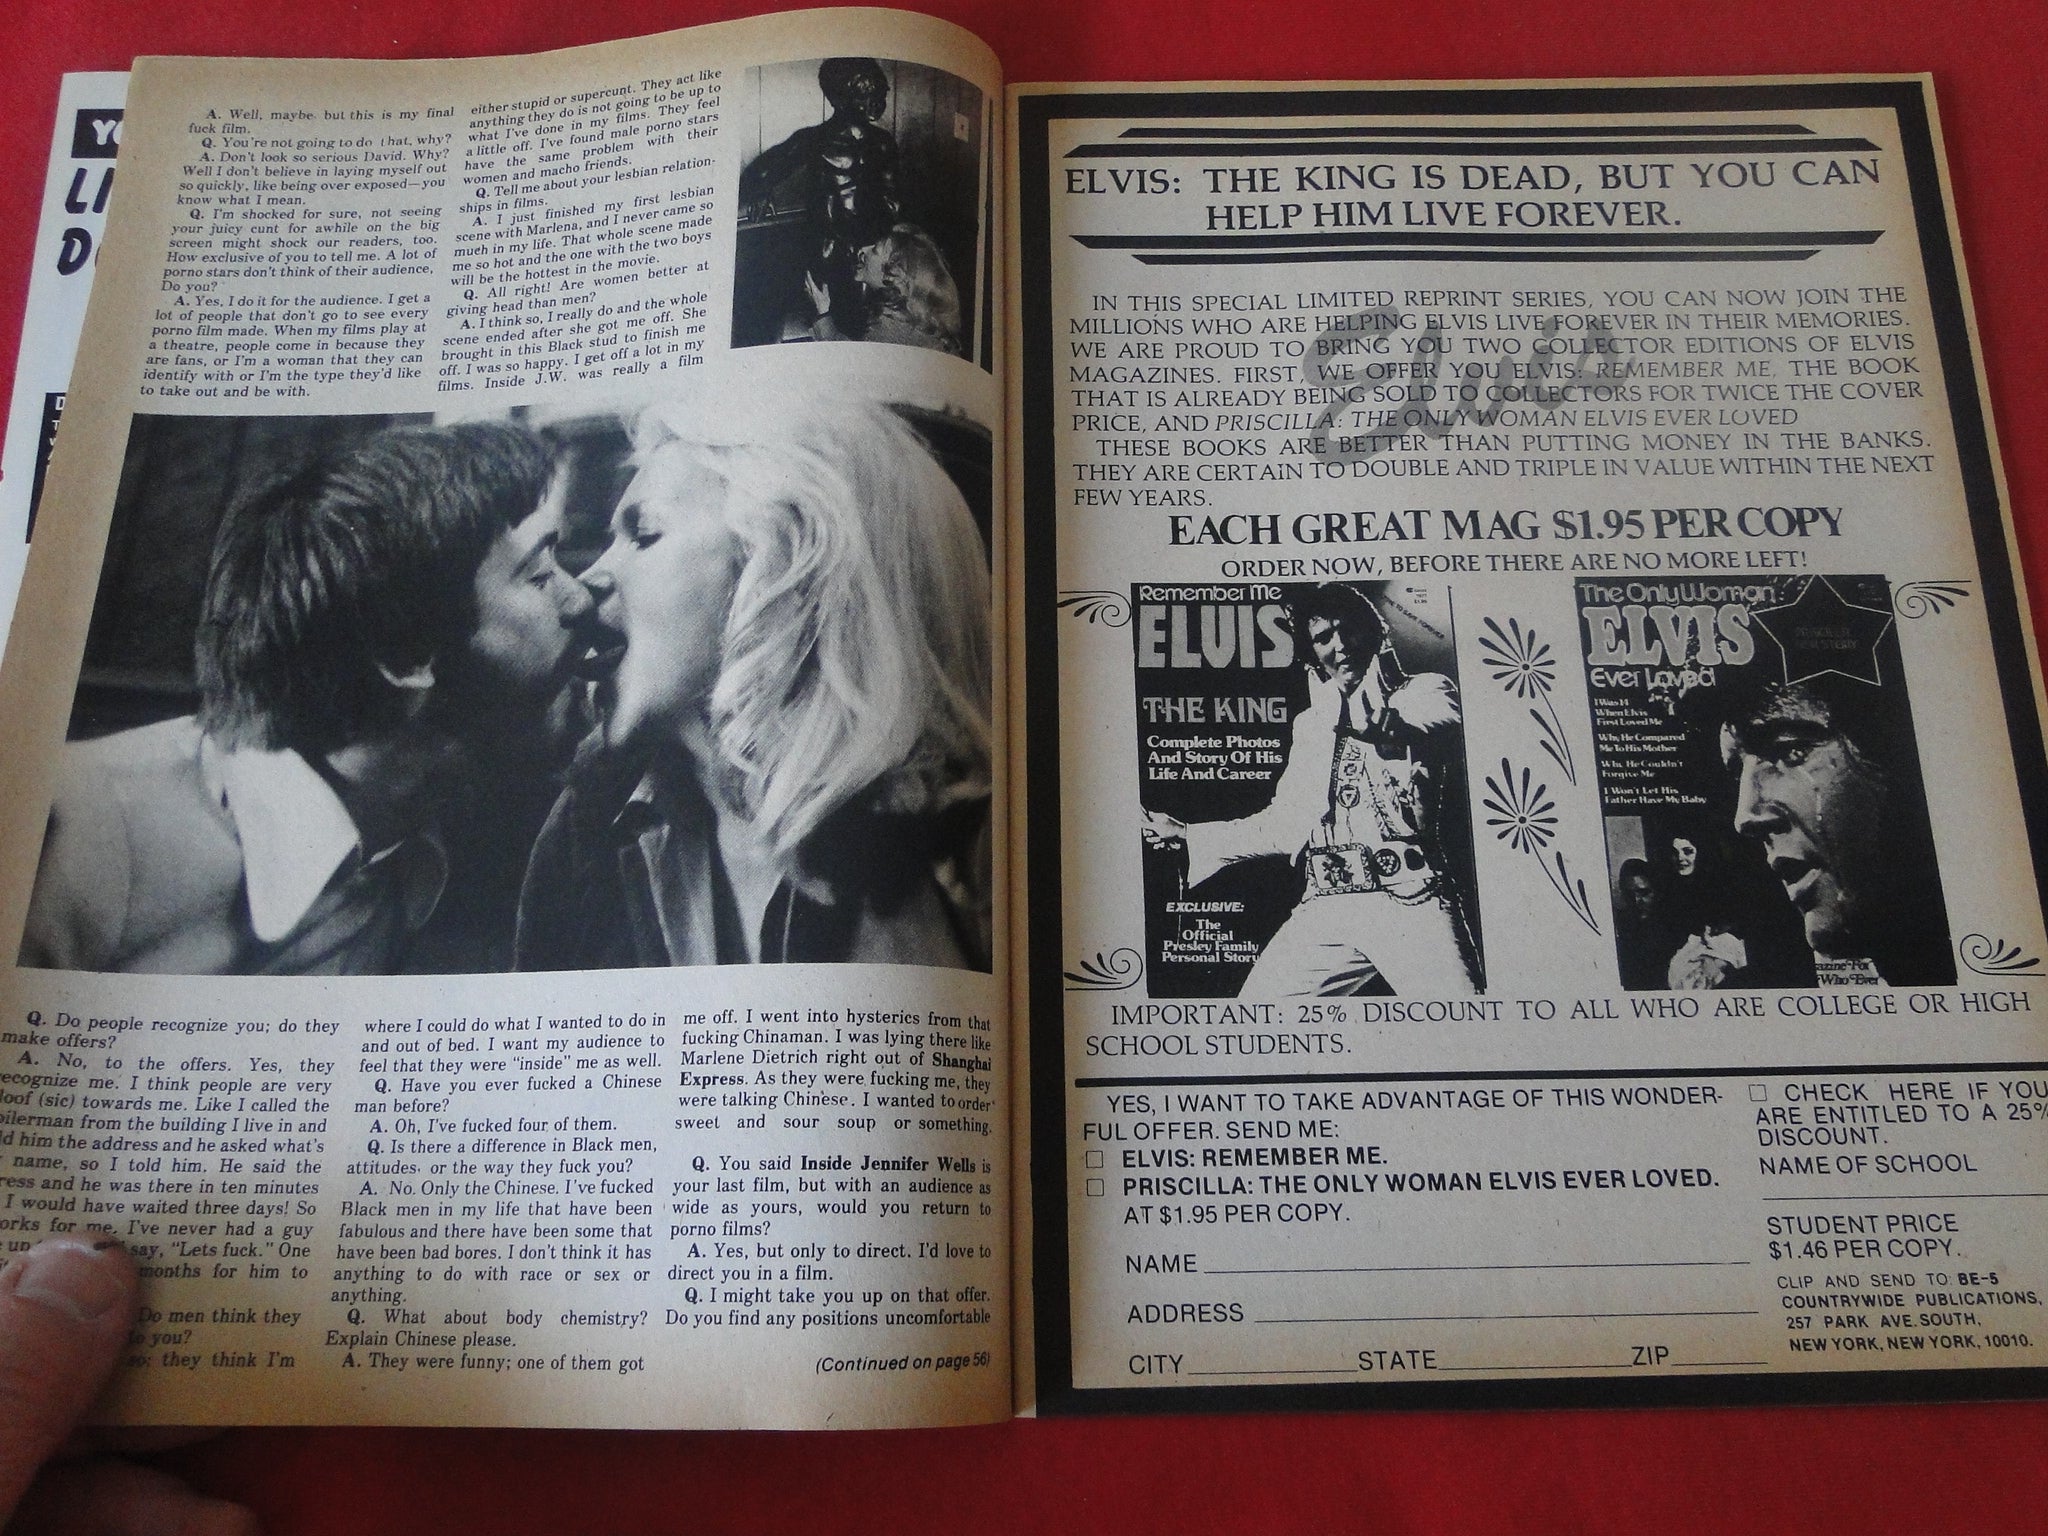 A. Well, maybe but this is my final
fuck film.
Q. You're not going to do that, why?
A. Don't look so serious David. Why?
Well I don't believe in laying myself out
so quickly, like being over exposed—you
know what I mean.
Q. I'm shocked for sure, not seeing
your juicy cunt for awhile on the big
screen might shock our readers, too.
How exclusive of you to tell me. A lot of
porno stars don't think of their audience,
Do you?
A. Yes, I do it for the audience. I get a
lot of people that don't go to see every
porno film made. When my films play at
a theatre, people come in because they
are fans, or I'm a woman that they can
identify with or I'm the type they'd like
to take out and be with.
either stupid or supercunt. They act like
anything they do is not going to be up to
what I've done in my films. They feel
a little off. I've found male porno stars
have the same problem with their
women and macho friends.
Q. Tell me about your lesbian relation-
ships in films.
A. I just finished my first lesbian
scene with Marlena, and I never came so
much in my life. That whole scene made
me so hot and the one with the two boys
will be the hottest in the movie.
Q. All right! Are women better at
giving head than men?
A. I think so, I really do and the whole
scene ended after she got me off. She
brought in this Black stud to finish me
off. I was so happy. I get off a lot in my
films. Inside J.W. was really a film
Q. Do people recognize you; do they
make offers?
A. No, to the offers. Yes, they
recognize me. I think people are very
(sic) towards me. Like I called the
from the building I live in and
him the address and he asked what's
name, so I told him. He said the
and he was there in ten minutes
I would have waited three days! So
for me. I've never had a guy
say, "Lets fuck." One
months for him to
Do men think they
you?
they think I'm
where I could do what I wanted to do in
and out of bed. I want my audience to
feel that they were "inside" me as well.
Q. Have you ever fucked a Chinese
man before?
A. Oh, I've fucked four of them.
Q. Is there a difference in Black men,
attitudes, or the way they fuck you?
A. No. Only the Chinese. I've fucked
Black men in my life that have been
fabulous and there have been some that
have been bad bores. I don't think it has
anything to do with race or sex or
anything.
Q. What about body chemistry?
Explain Chinese please.
A. They were funny; one of them got
me off. I went into hysterics from that
fucking Chinaman. I was lying there like
Marlene Dietrich right out of Shanghai
Express. As they were fucking me, they
were talking Chinese. I wanted to order
sweet and sour soup or something.
Q. You said Inside Jennifer Wells is
your last film, but with an audience as
wide as yours, would you return to
porno films?
A. Yes, but only to direct. I'd love to
direct you in a film.
Q. I might take you up on that offer.
Do you find any positions uncomfortable
(Continued on page 56)
ELVIS: THE KING IS DEAD, BUT YOU CAN
HELP HIM LIVE FOREVER.
Elvis
IN THIS SPECIAL LIMITED REPRINT SERIES, YOU CAN NOW JOIN THE
MILLIONS WHO ARE HELPING ELVIS LIVE FOREVER IN THEIR MEMORIES.
WE ARE PROUD TO BRING YOU TWO COLLECTOR EDITIONS OF ELVIS
MAGAZINES. FIRST, WE OFFER YOU ELVIS: REMEMBER ME, THE BOOK
THAT IS ALREADY BEING SOLD TO COLLECTORS FOR TWICE THE COVER
PRICE, AND PRISCILLA: THE ONLY WOMAN ELVIS EVER LOVED
THESE BOOKS ARE BETTER THAN PUTTING MONEY IN THE BANKS.
THEY ARE CERTAIN TO DOUBLE AND TRIPLE IN VALUE WITHIN THE NEXT
FEW YEARS.
EACH GREAT MAG $1.95 PER COPY
ORDER NOW, BEFORE THERE ARE NO MORE LEFT!
Remember Me
ELVIS
THE KING
Complete Photos
And Story Of His
Life And Career
EXCLUSIVE:
The
Official
Presley Family
Personal Story
The Only Woman
ELVIS
Ever Loved
I Was 14
When Elvis
First Loved Me
Why He Compared
Me To His Mother
Why He Couldn't
Forgive Me
I Won't Let His
Father Have My Baby
Who Ever
IMPORTANT: 25% DISCOUNT TO ALL WHO ARE COLLEGE OR HIGH
SCHOOL STUDENTS.
YES, I WANT TO TAKE ADVANTAGE OF THIS WONDER-
FUL OFFER. SEND ME:
ELVIS: REMEMBER ME.
PRISCILLA: THE ONLY WOMAN ELVIS EVER LOVED.
AT $1.95 PER COPY.
NAME
ADDRESS
CITY STATE ZIP
CHECK HERE IF YOU
ARE ENTITLED TO A 25%
DISCOUNT.
NAME OF SCHOOL
STUDENT PRICE
$1.46 PER COPY.
CLIP AND SEND TO: BE-5
COUNTRYWIDE PUBLICATIONS,
257 PARK AVE. SOUTH,
NEW YORK, NEW YORK, 10010.